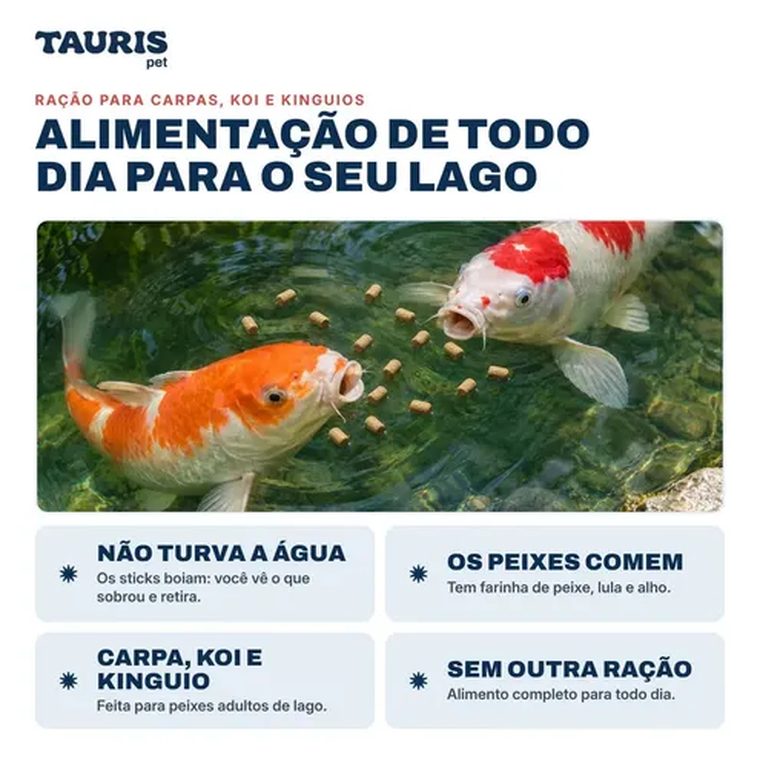 TAURIS
pet
RAÇÃO PARA CARPAS, KOI E KINGUIOS
ALIMENTAÇÃO DE TODO
DIA PARA O SEU LAGO
NÃO TURVA A ÁGUA
Os sticks boiam: você vê o que
sobrou e retira.
OS PEIXES COMEM
Tem farinha de peixe, lula e alho.
CARPA, KOI E
KINGUIO
Feita para peixes adultos de lago.
SEM OUTRA RAÇÃO
Alimento completo para todo dia.